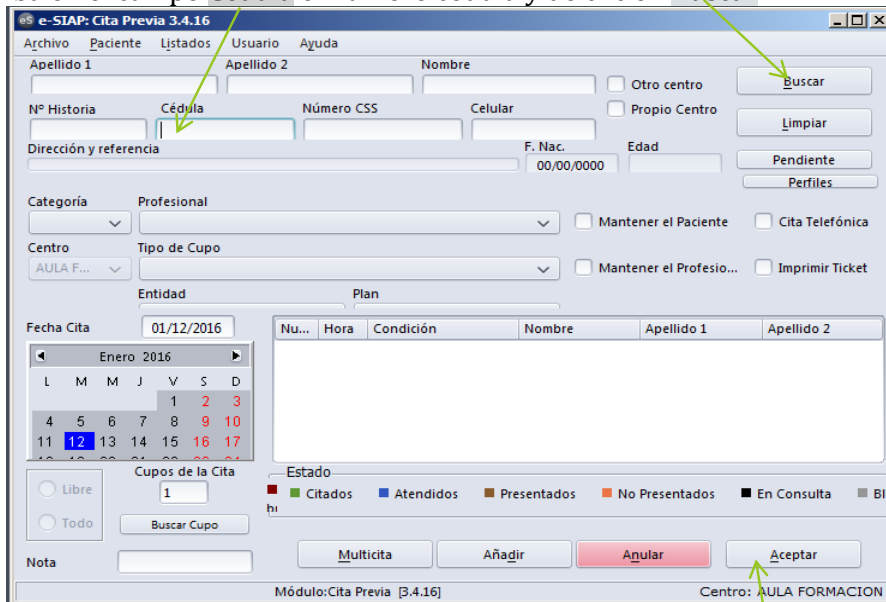 e-SIAP: Cita Previa 3.4.16
Archivo Paciente Listados Usuario Ayuda
Apellido 1 Apellido 2 Nombre
Otro centro Buscar
Nº Historia Cédula Número CSS Celular Propio Centro
Limpiar
Dirección y referencia F. Nac. Edad
00/00/0000 Pendiente
Perfiles
Categoría Profesional
Mantener el Paciente Cita Telefónica
Centro Tipo de Cupo
AULA F... Mantener el Profesio... Imprimir Ticket
Entidad Plan
Fecha Cita 01/12/2016 Nu... Hora Condición Nombre Apellido 1 Apellido 2
Enero 2016
L M M J V S D
1 2 3
4 5 6 7 8 9 10
11 12 13 14 15 16 17
Cupos de la Cita Estado
Libre 1 Citados Atendidos Presentados No Presentados En Consulta Bl
Todo Buscar Cupo
Multicita Añadir Anular Aceptar
Nota
Módulo:Cita Previa [3.4.16] Centro: AULA FORMACION